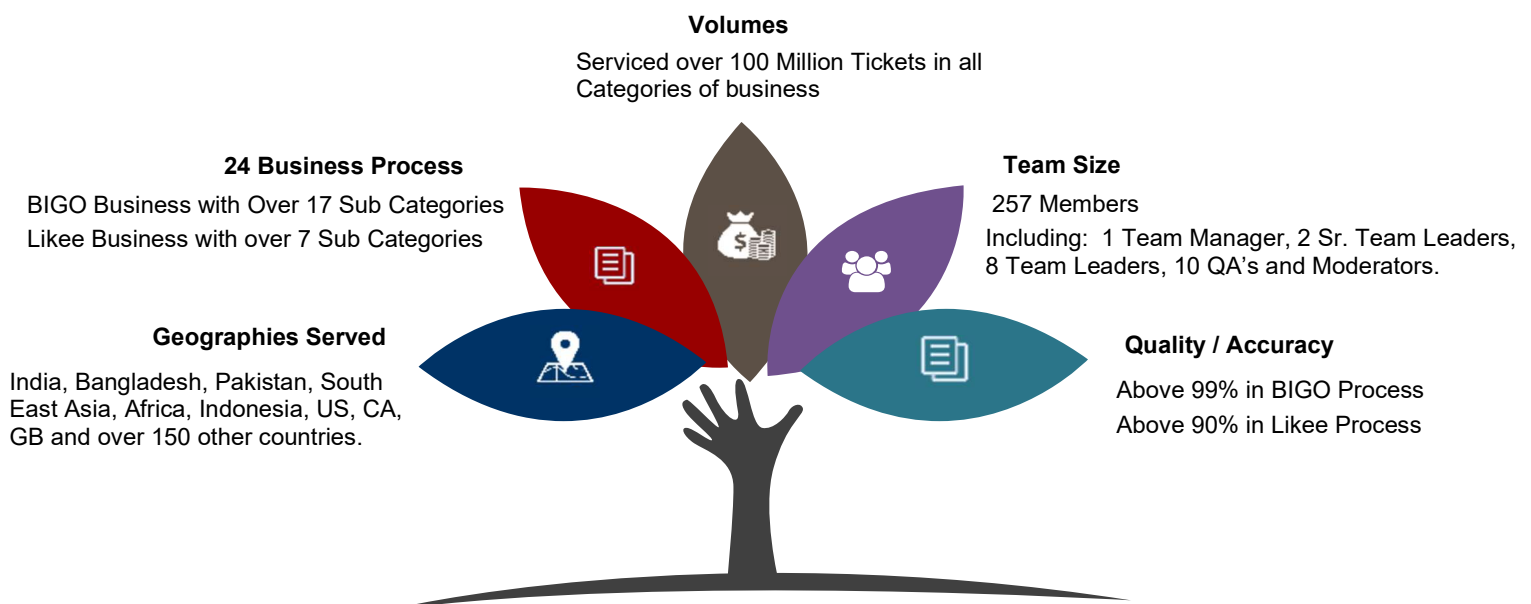 Volumes
Serviced over 100 Million Tickets in all
Categories of business
24 Business Process
BIGO Business with Over 17 Sub Categories
Likee Business with over 7 Sub Categories
Team Size
257 Members
Including:  1 Team Manager, 2 Sr. Team Leaders,
8 Team Leaders, 10 QA’s and Moderators.
Geographies Served
India, Bangladesh, Pakistan, South
East Asia, Africa, Indonesia, US, CA,
GB and over 150 other countries.
Quality / Accuracy
Above 99% in BIGO Process
Above 90% in Likee Process
$